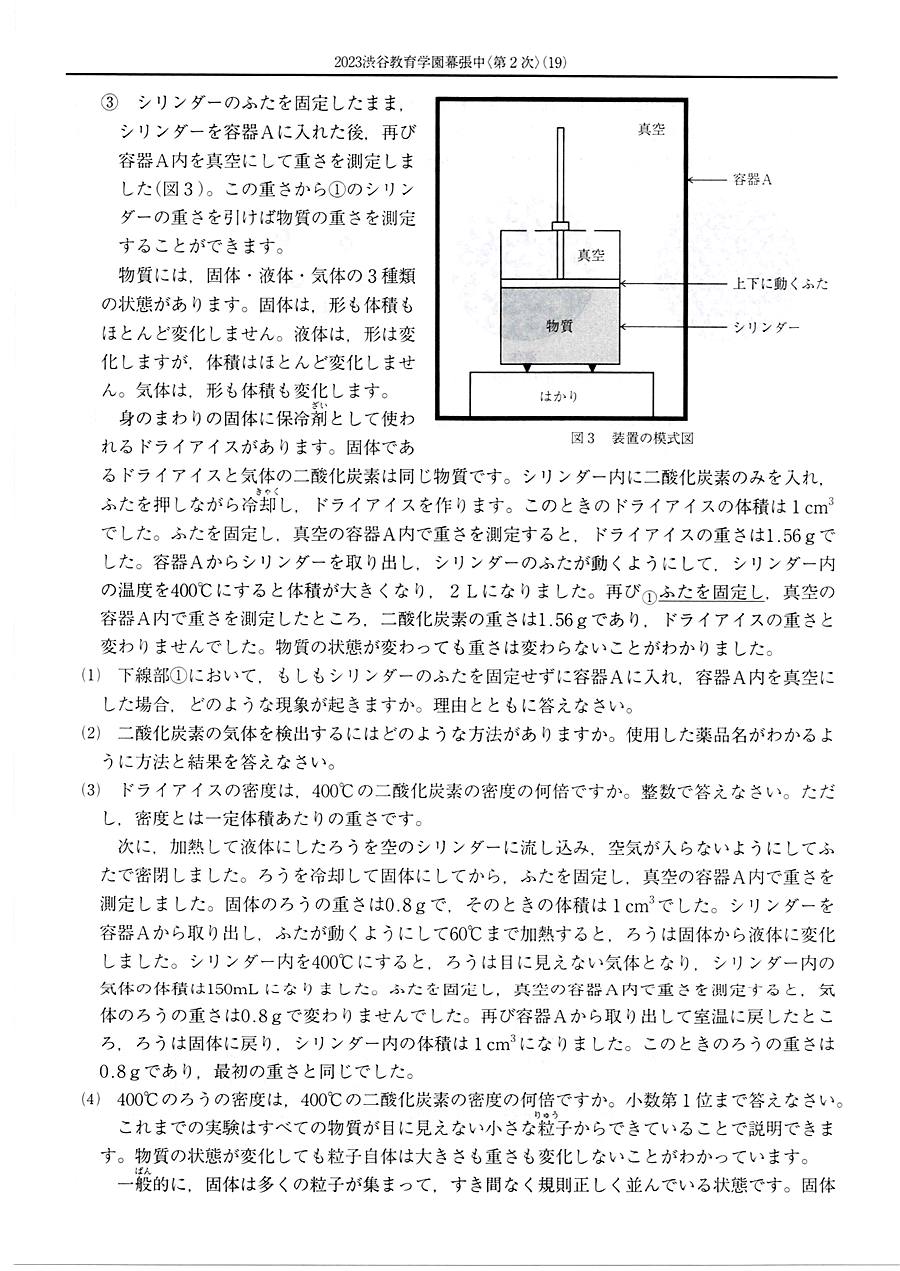 2023渋谷教育学園幕張中〈第2次〉(19)
③ シリンダーのふたを固定したまま，
シリンダーを容器Aに入れた後，再び
容器A内を真空にして重さを測定しま
した(図3)。この重さから①のシリン
ダーの重さを引けば物質の重さを測定
することができます。
物質には，固体・液体・気体の3種類
の状態があります。固体は，形も体積も
ほとんど変化しません。液体は，形は変
化しますが，体積はほとんど変化しませ
ん。気体は，形も体積も変化します。
ざい
身のまわりの固体に保冷剤として使わ
れるドライアイスがあります。固体であ
真空
容器A
真空
上下に動くふた
物質
シリンダー
はかり
図3 装置の模式図
るドライアイスと気体の二酸化炭素は同じ物質です。シリンダー内に二酸化炭素のみを入れ，
きゃく
ふたを押しながら冷却し，ドライアイスを作ります。このときのドライアイスの体積は1cm³
でした。ふたを固定し，真空の容器A内で重さを測定すると，ドライアイスの重さは1.56gで
した。容器Aからシリンダーを取り出し，シリンダーのふたが動くようにして，シリンダー内
の温度を400℃にすると体積が大きくなり，2Lになりました。再び①ふたを固定し，真空の
容器A内で重さを測定したところ，二酸化炭素の重さは1.56gであり，ドライアイスの重さと
変わりませんでした。物質の状態が変わっても重さは変わらないことがわかりました。
(1) 下線部①において，もしもシリンダーのふたを固定せずに容器Aに入れ，容器A内を真空に
した場合，どのような現象が起きますか。理由とともに答えなさい。
(2) 二酸化炭素の気体を検出するにはどのような方法がありますか。使用した薬品名がわかるよ
うに方法と結果を答えなさい。
(3) ドライアイスの密度は，400℃の二酸化炭素の密度の何倍ですか。整数で答えなさい。ただ
し，密度とは一定体積あたりの重さです。
次に，加熱して液体にしたろうを空のシリンダーに流し込み，空気が入らないようにしてふ
たで密閉しました。ろうを冷却して固体にしてから，ふたを固定し，真空の容器A内で重さを
測定しました。固体のろうの重さは0.8gで，そのときの体積は1cm³でした。シリンダーを
容器Aから取り出し，ふたが動くようにして60℃まで加熱すると，ろうは固体から液体に変化
しました。シリンダー内を400℃にすると，ろうは目に見えない気体となり，シリンダー内の
気体の体積は150mLになりました。ふたを固定し，真空の容器A内で重さを測定すると，気
体のろうの重さは0.8gで変わりませんでした。再び容器Aから取り出して室温に戻したとこ
ろ，ろうは固体に戻り，シリンダー内の体積は1cm³になりました。このときのろうの重さは
0.8gであり，最初の重さと同じでした。
(4) 400℃のろうの密度は，400℃の二酸化炭素の密度の何倍ですか。小数第1位まで答えなさい。
りゅう
これまでの実験はすべての物質が目に見えない小さな粒子からできていることで説明できま
す。物質の状態が変化しても粒子自体は大きさも重さも変化しないことがわかっています。
ぱん
一般的に，固体は多くの粒子が集まって，すき間なく規則正しく並んでいる状態です。固体